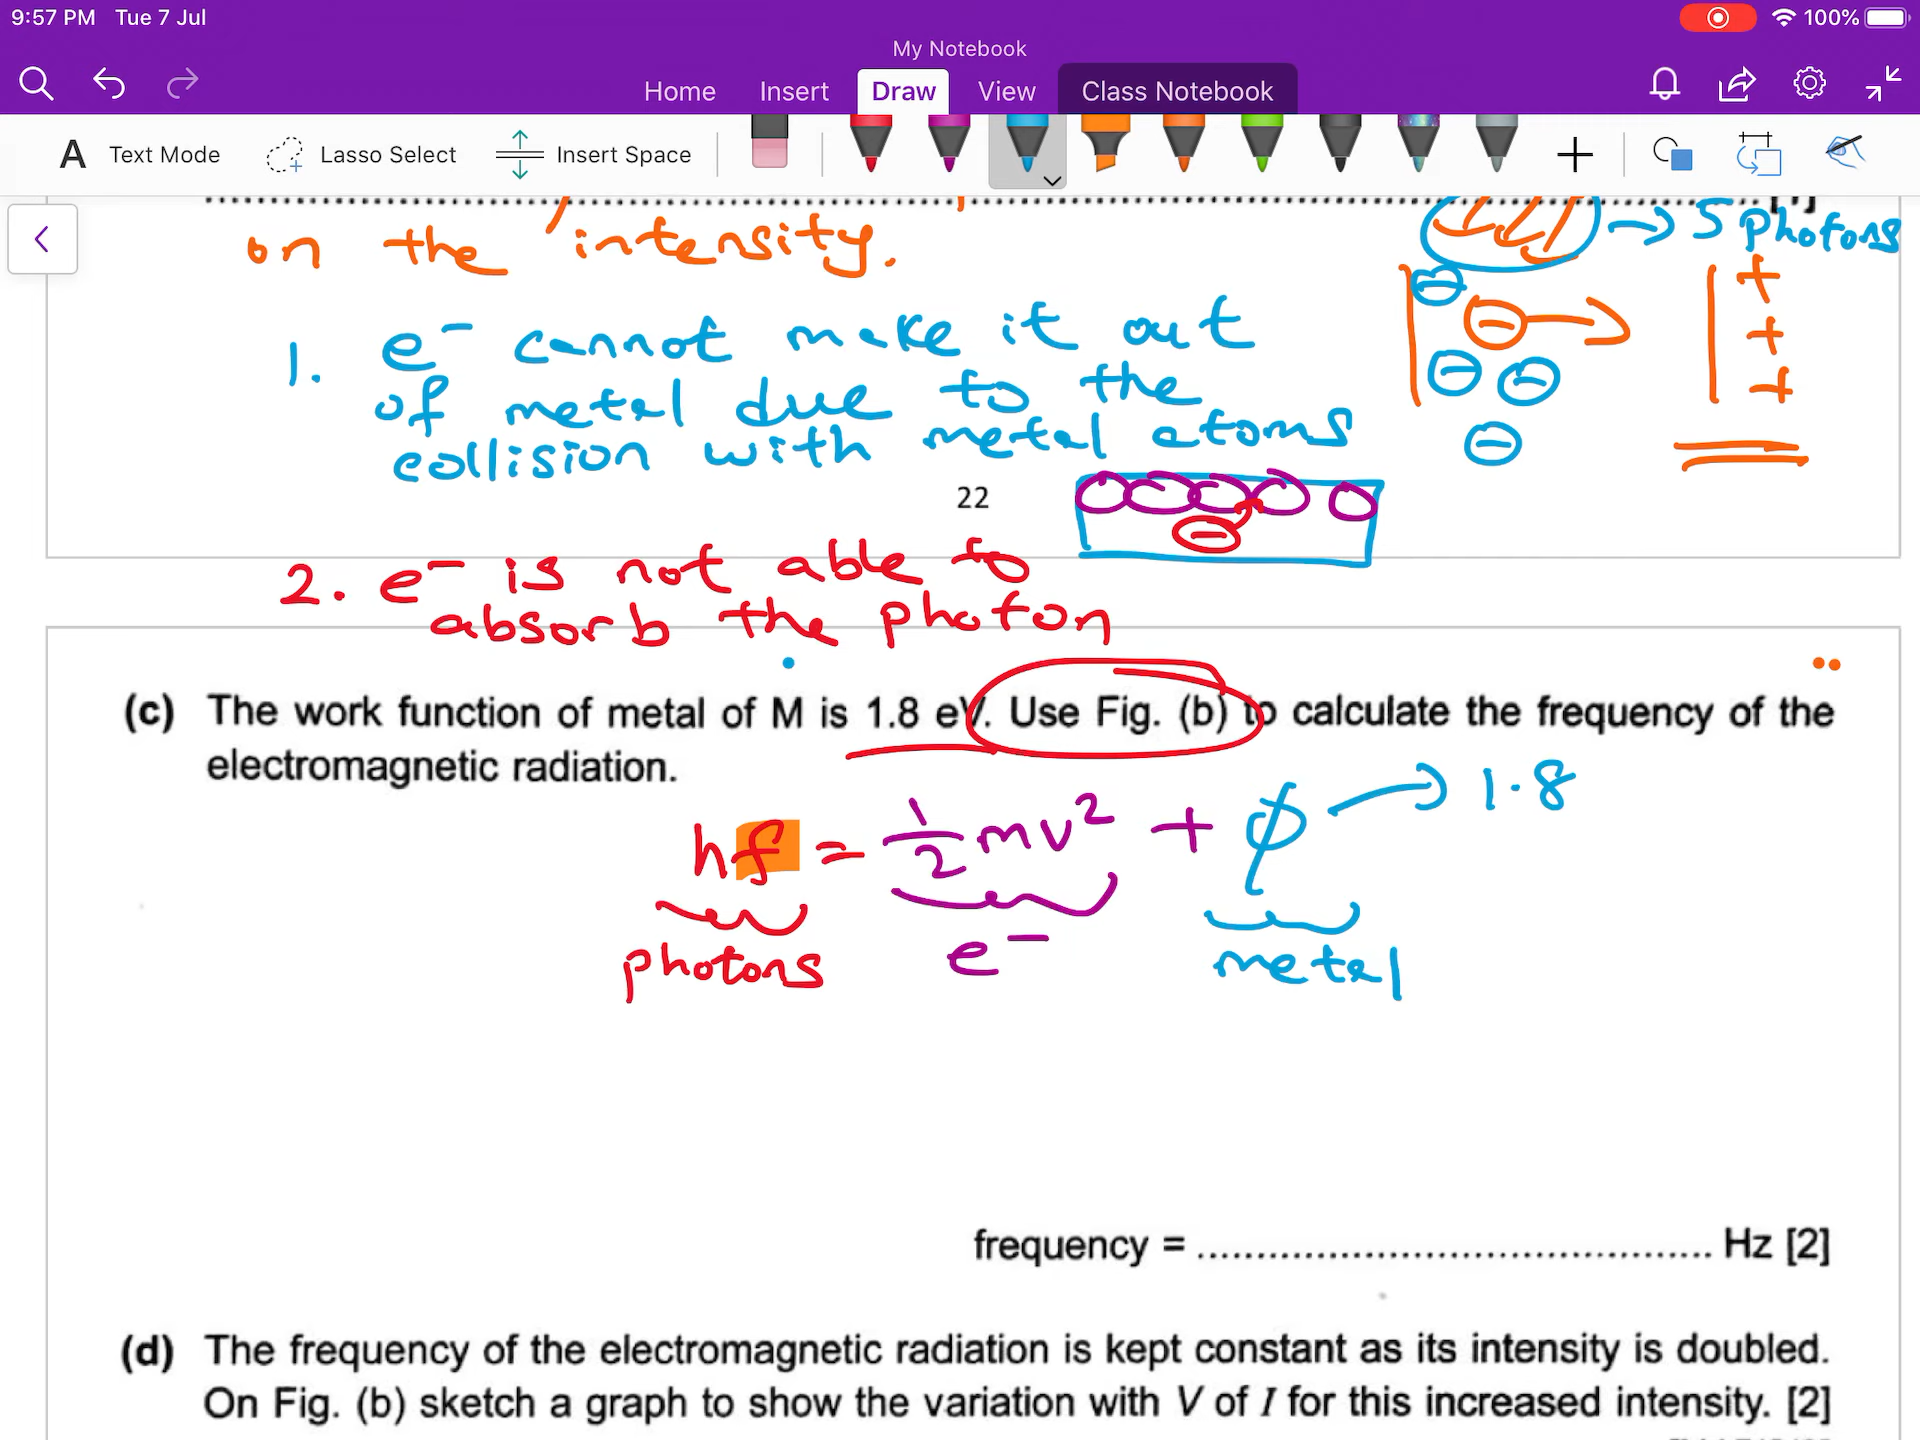 9:57 PM Tue 7 Jul
100%
My Notebook
Home Insert Draw View Class Notebook
A Text Mode Lasso Select Insert Space
on the intensity.
→ 5 photons
+
+
+
1. e⁻ cannot make it out
of metal due to the
collision with metal atoms
22
2. e⁻ is not able to
absorb the photon
(c) The work function of metal of M is 1.8 eV. Use Fig. (b) to calculate the frequency of the
electromagnetic radiation.
hf = ½mv² + ϕ → 1.8
photons e⁻ metal
frequency = ........................................ Hz [2]
(d) The frequency of the electromagnetic radiation is kept constant as its intensity is doubled.
On Fig. (b) sketch a graph to show the variation with V of I for this increased intensity. [2]